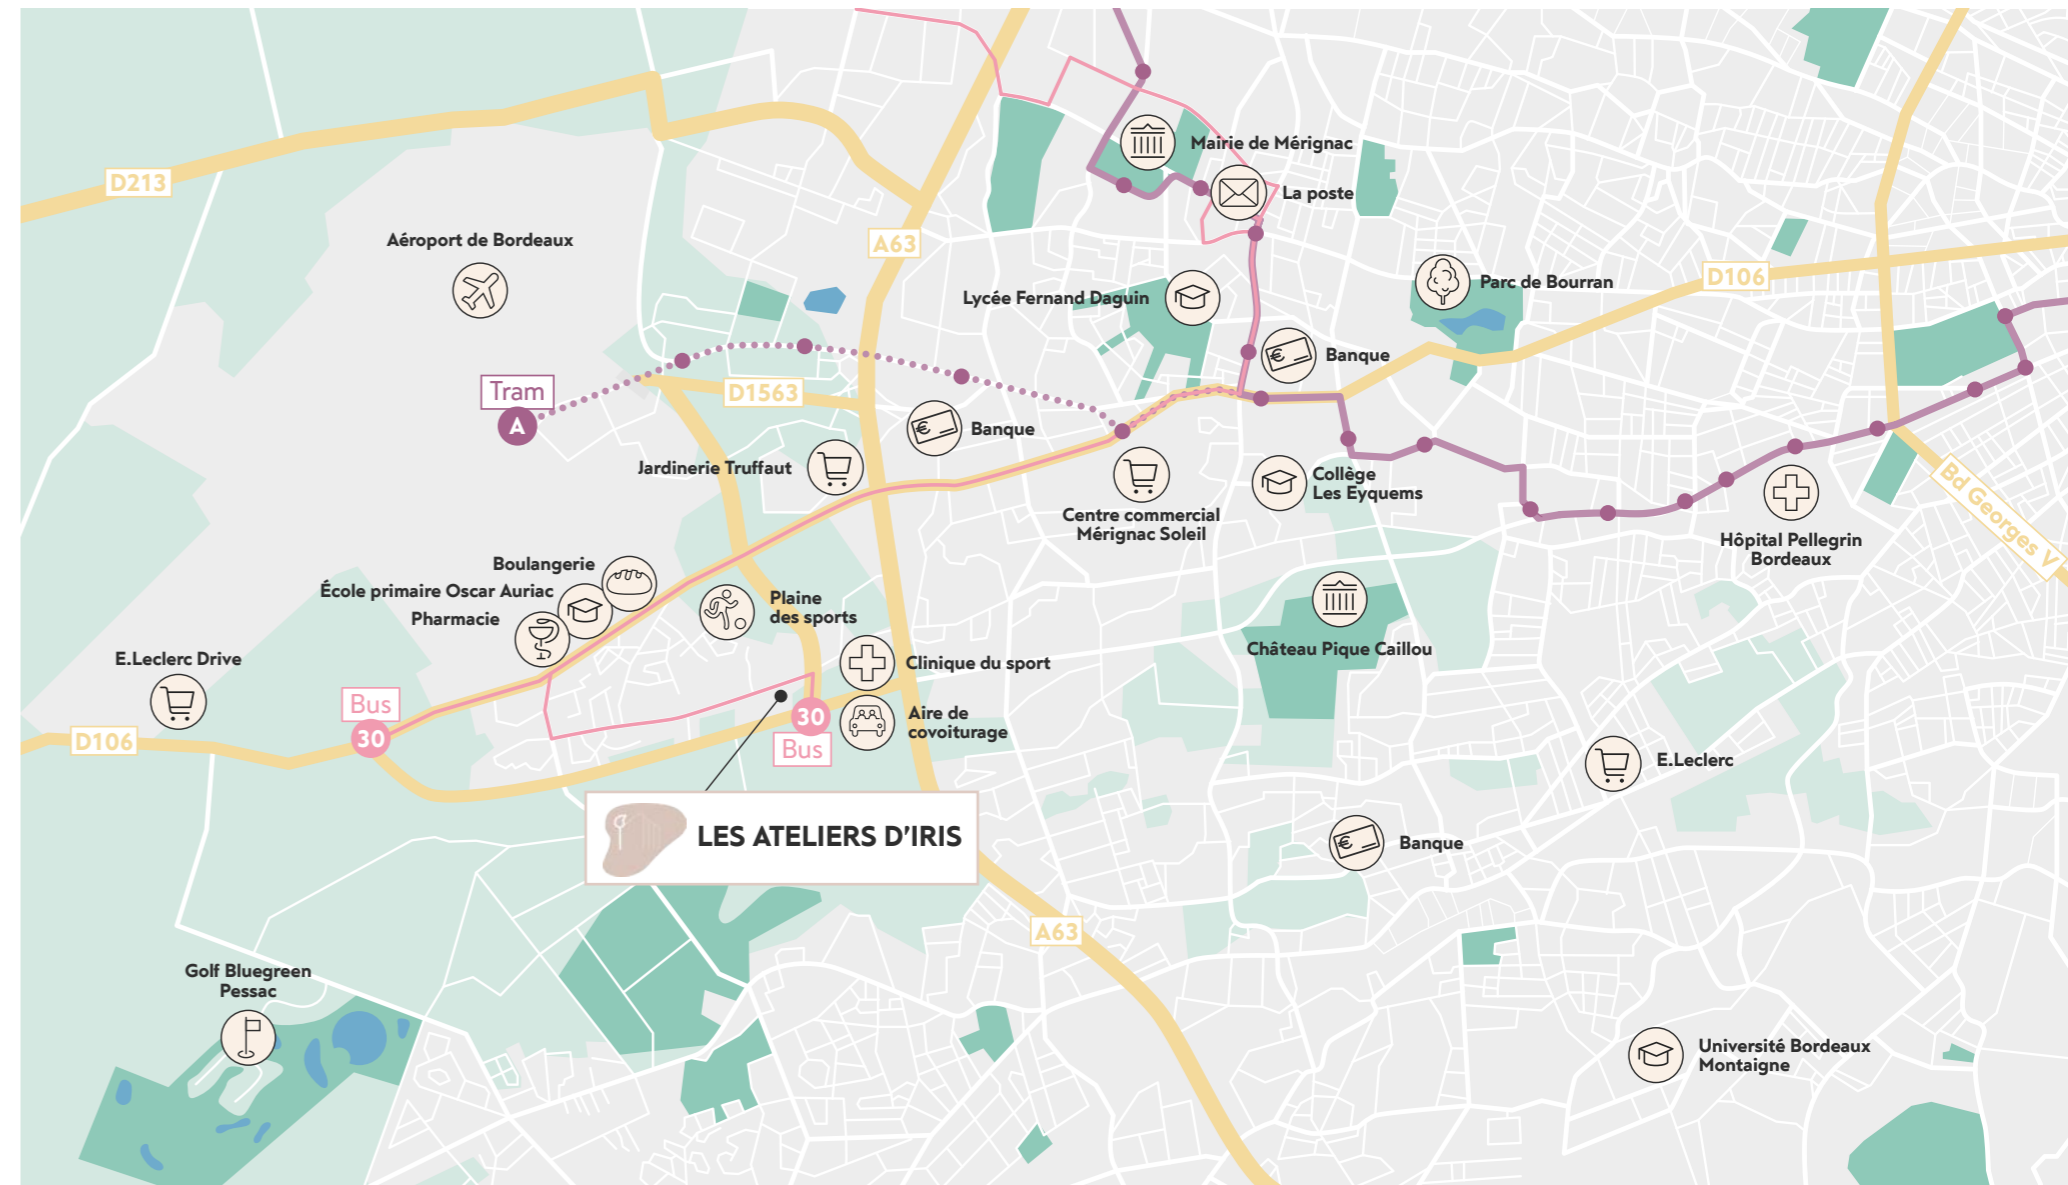 D213
Aéroport de Bordeaux
A63
Mairie de Mérignac
La poste
Lycée Fernand Daguin
Parc de Bourran
D106
Banque
Tram
A
D1563
Banque
Jardinerie Truffaut
Centre commercial
Mérignac Soleil
Collège
Les Eyquems
Hôpital Pellegrin
Bordeaux
Bd Georges V
Boulangerie
École primaire Oscar Auriac
Pharmacie
Plaine
des sports
Château Pique Caillou
E.Leclerc Drive
Clinique du sport
Bus
30
D106
30
Bus
Aire de
covoiturage
E.Leclerc
LES ATELIERS D'IRIS
Banque
A63
Golf Bluegreen
Pessac
Université Bordeaux
Montaigne